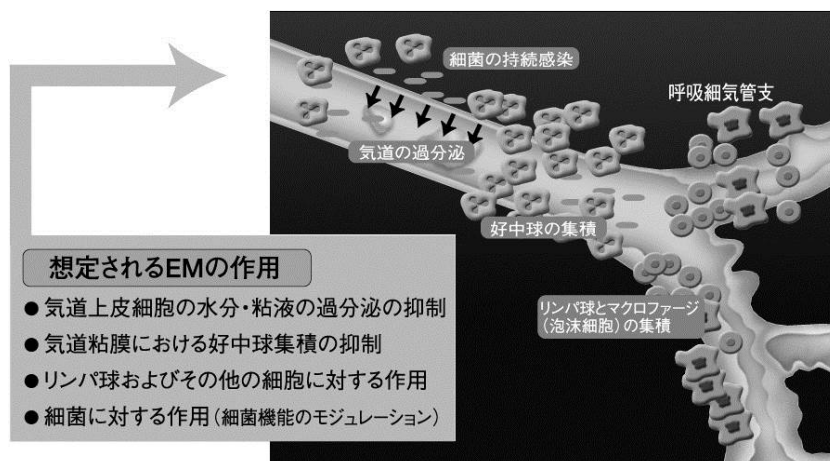 細菌の持続感染
呼吸細気管支
気道の過分泌
好中球の集積
リンパ球とマクロファージ
（泡沫細胞）の集積
想定されるEMの作用
● 気道上皮細胞の水分・粘液の過分泌の抑制
● 気道粘膜における好中球集積の抑制
● リンパ球およびその他の細胞に対する作用
● 細菌に対する作用（細菌機能のモジュレーション）